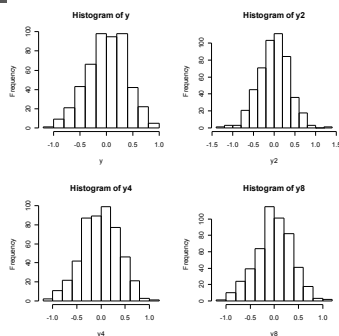 Histogram of y
Frequency
0 20 40 60 80 100
-1.0 -0.5 0.0 0.5 1.0
y
Histogram of y2
Frequency
0 20 40 60 80 100
-1.5 -1.0 -0.5 0.0 0.5 1.0 1.5
y2
Histogram of y4
Frequency
0 20 40 60 80 100
-1.0 -0.5 0.0 0.5 1.0
y4
Histogram of y8
Frequency
0 20 40 60 80 100
-1.0 -0.5 0.0 0.5 1.0
y8